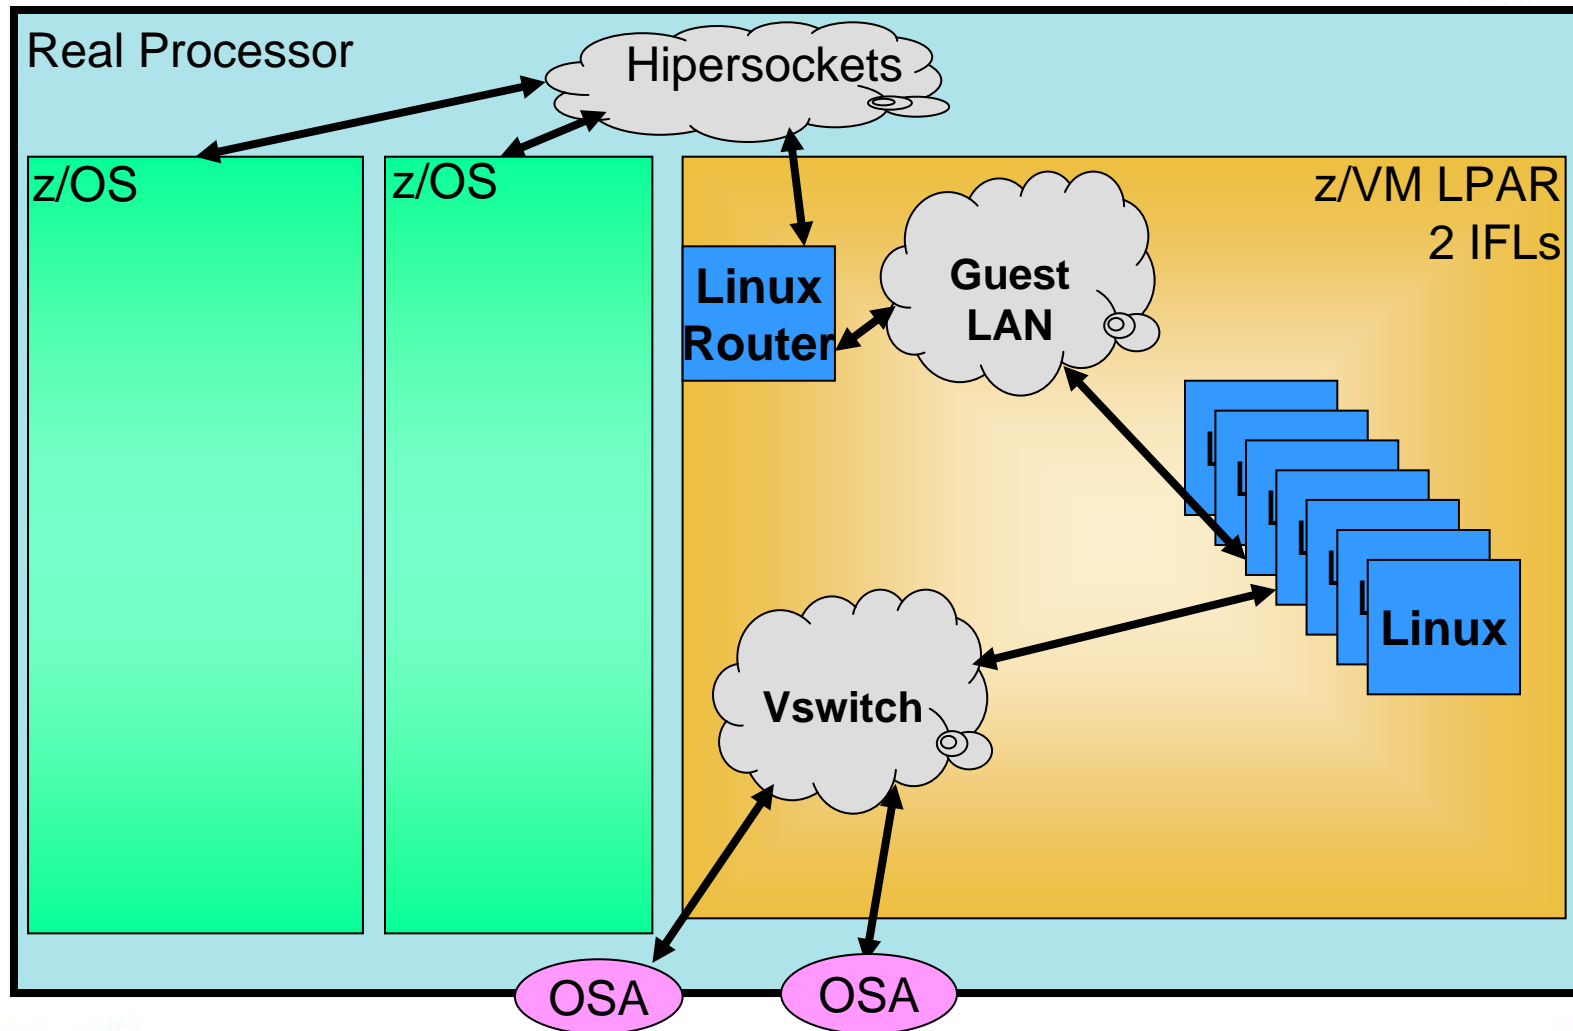 Real Processor
Hipersockets
z/OS
z/OS
z/VM LPAR
2 IFLs
Linux
Router
Guest
LAN
L
L
L
L
L
L
Linux
Vswitch
OSA
OSA